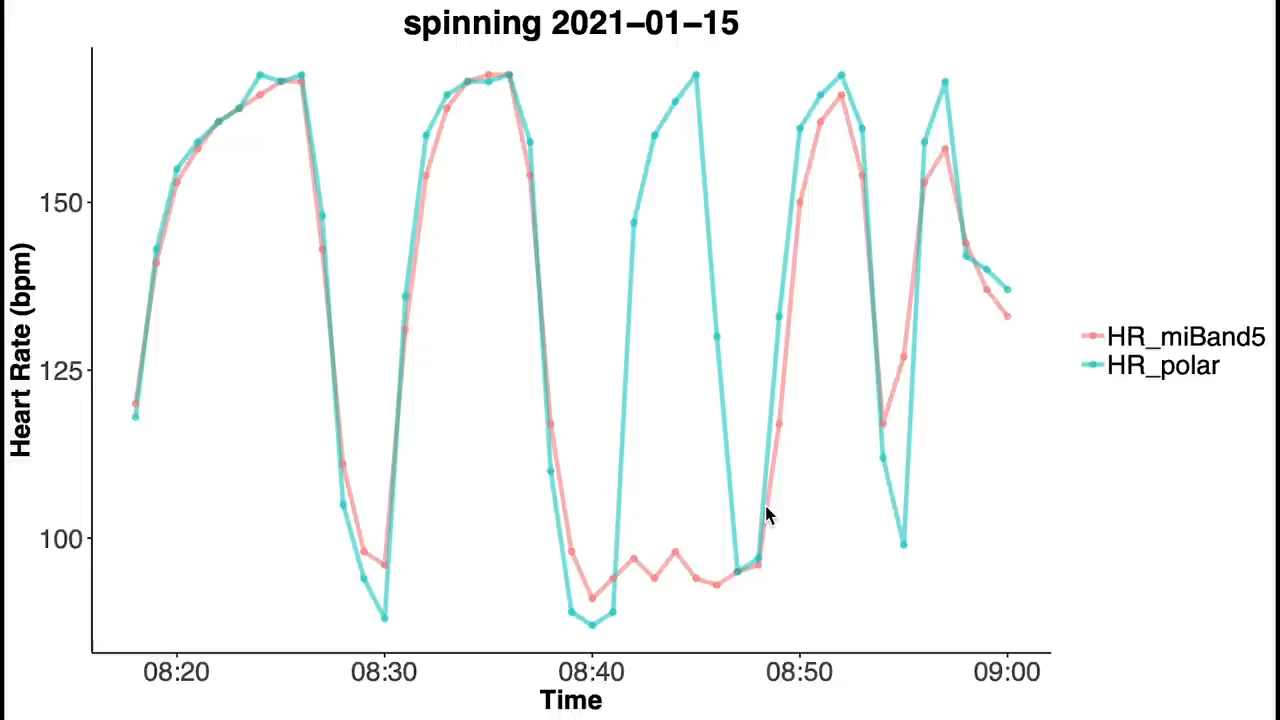 spinning 2021−01−15
150
125
100
Heart Rate (bpm)
08:20 08:30 08:40 08:50 09:00
Time
HR_miBand5
HR_polar